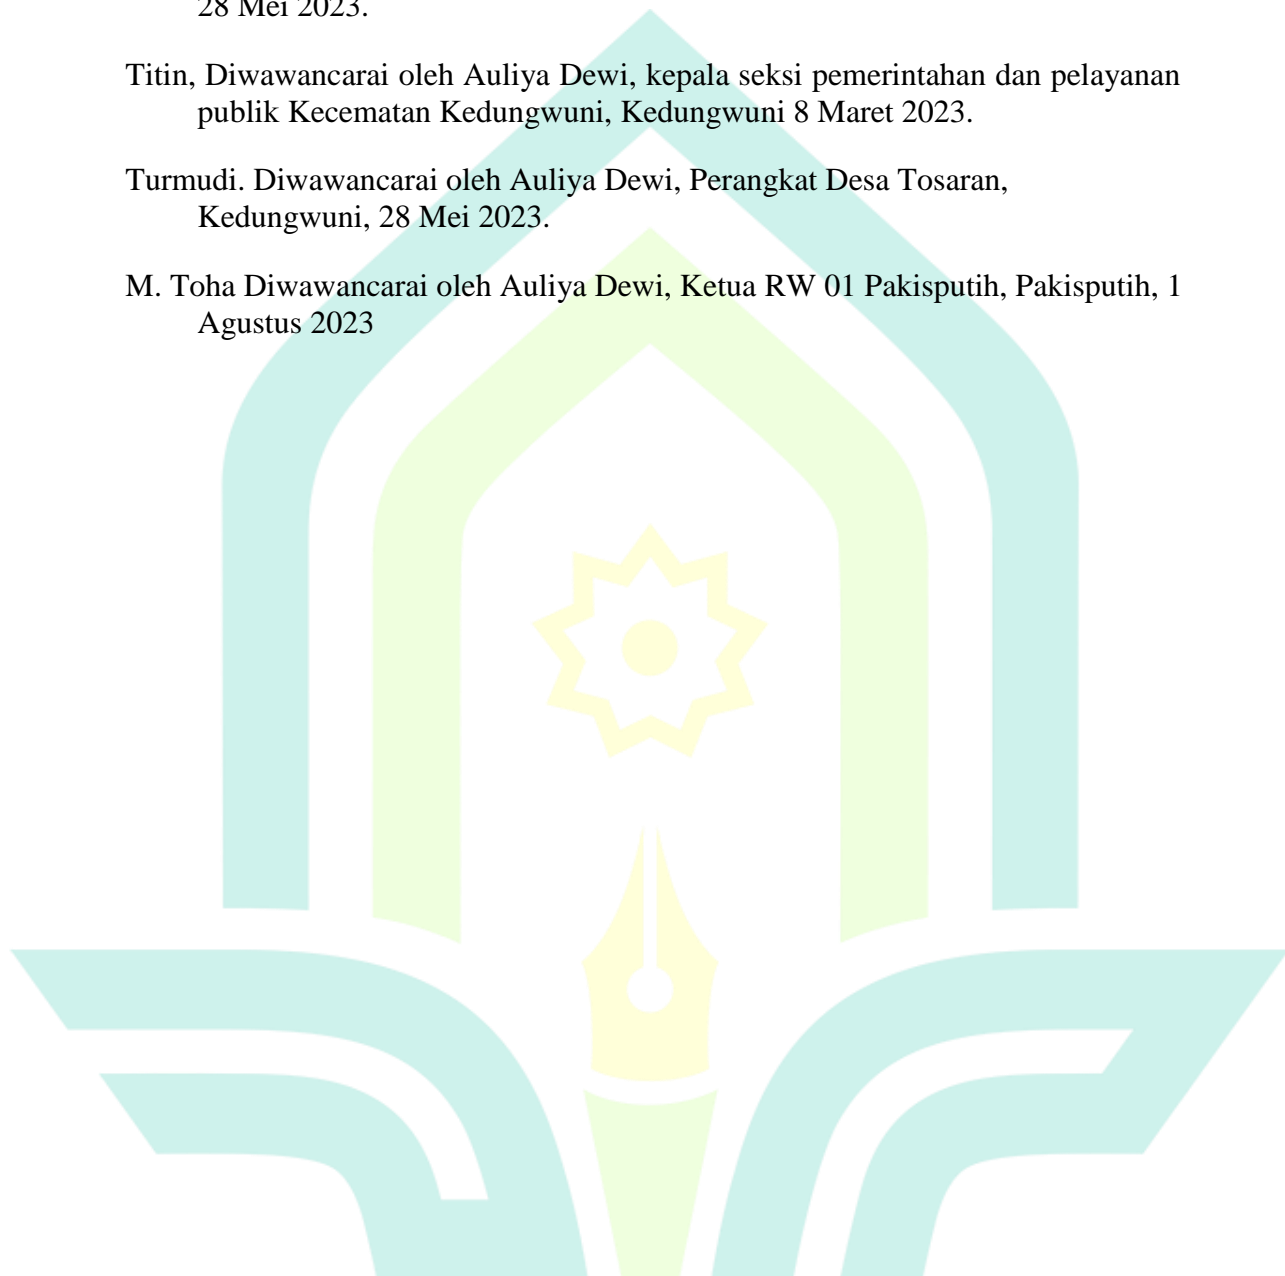 28 Mei 2023.
Titin, Diwawancarai oleh Auliya Dewi, kepala seksi pemerintahan dan pelayanan
publik Kecematan Kedungwuni, Kedungwuni 8 Maret 2023.
Turmudi. Diwawancarai oleh Auliya Dewi, Perangkat Desa Tosaran,
Kedungwuni, 28 Mei 2023.
M. Toha Diwawancarai oleh Auliya Dewi, Ketua RW 01 Pakisputih, Pakisputih, 1
Agustus 2023